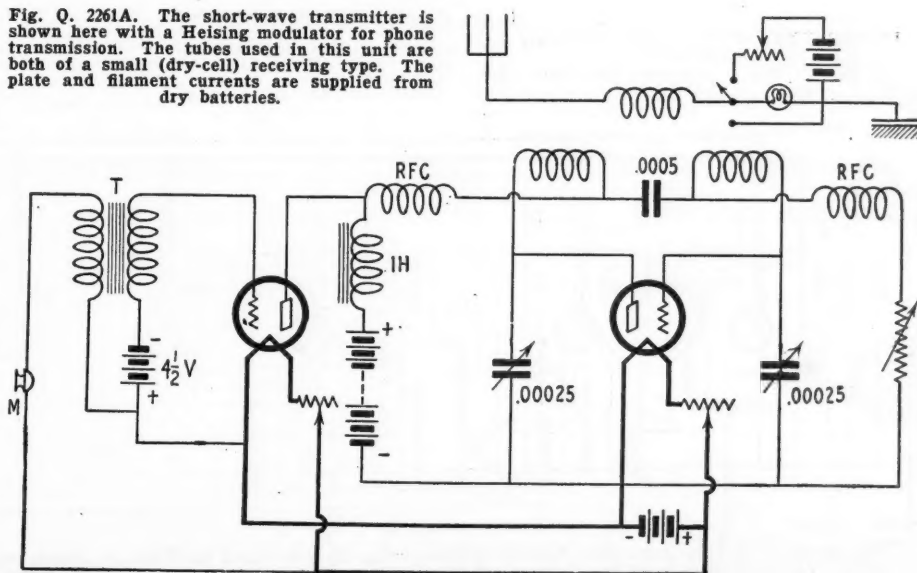 Fig. Q. 2261A. The short-wave transmitter is
shown here with a Heising modulator for phone
transmission. The tubes used in this unit are
both of a small (dry-cell) receiving type. The
plate and filament currents are supplied from
dry batteries.
T
RFC
.0005
RFC
1H
+
-
4½V
+
M
.00025
.00025
-
- +